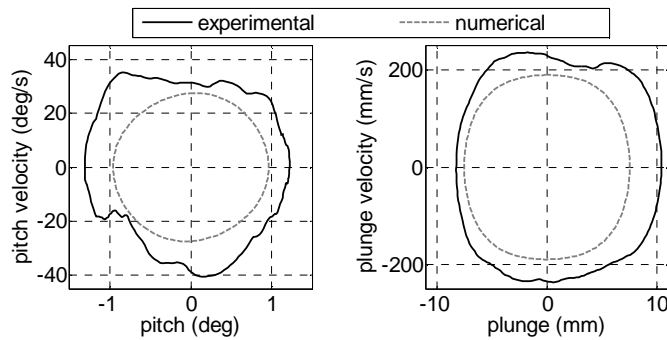 experimental
numerical
pitch velocity (deg/s)
40
20
0
-20
-40
-1
0
1
pitch (deg)
plunge velocity (mm/s)
200
0
-200
-10
0
10
plunge (mm)